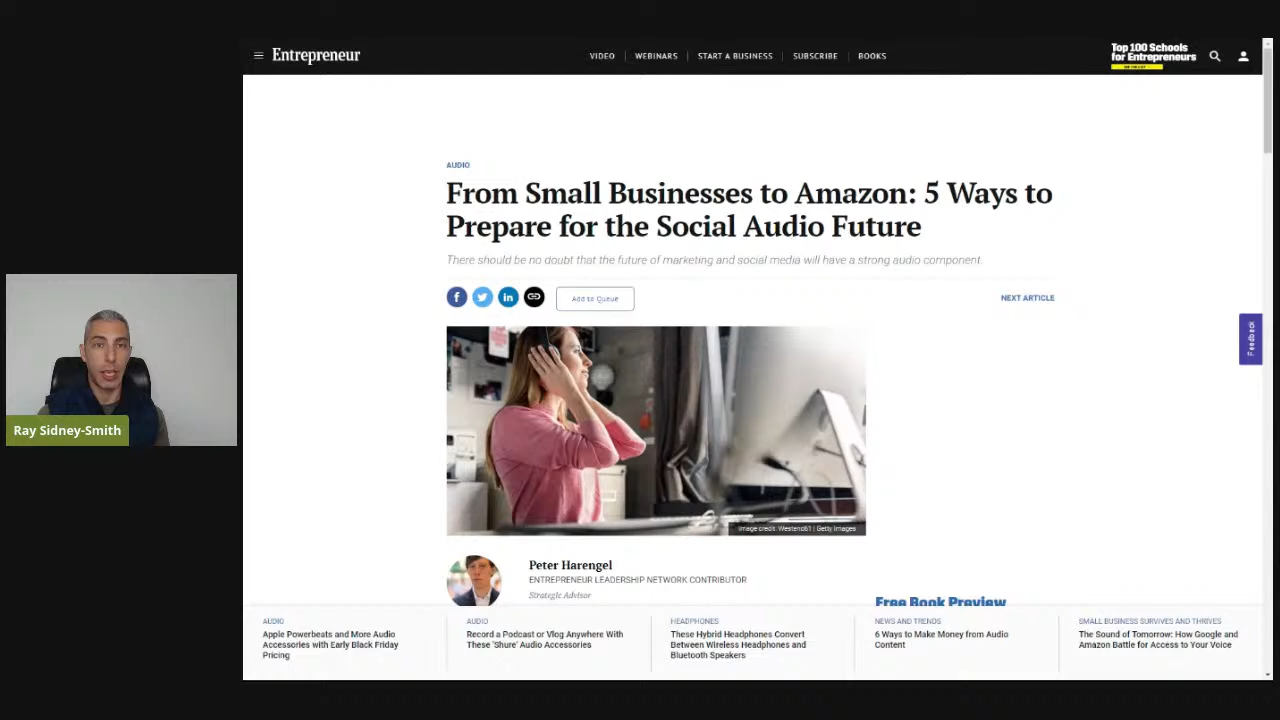 Entrepreneur
VIDEO
WEBINARS
START A BUSINESS
SUBSCRIBE
BOOKS
Top 100 Schools
for Entrepreneurs
AUDIO
From Small Businesses to Amazon: 5 Ways to
Prepare for the Social Audio Future
There should be no doubt that the future of marketing and social media will have a strong audio component.
Add to Queue
NEXT ARTICLE
Feedback
Image credit: Westend61 | Getty Images
Ray Sidney-Smith
Peter Harengel
ENTREPRENEUR LEADERSHIP NETWORK CONTRIBUTOR
Strategic Advisor
Free Book Preview
AUDIO
Apple Powerbeats and More Audio
Accessories with Early Black Friday
Pricing
AUDIO
Record a Podcast or Vlog Anywhere With
These 'Shure' Audio Accessories
HEADPHONES
These Hybrid Headphones Convert
Between Wireless Headphones and
Bluetooth Speakers
NEWS AND TRENDS
6 Ways to Make Money from Audio
Content
SMALL BUSINESS SURVIVES AND THRIVES
The Sound of Tomorrow: How Google and
Amazon Battle for Access to Your Voice